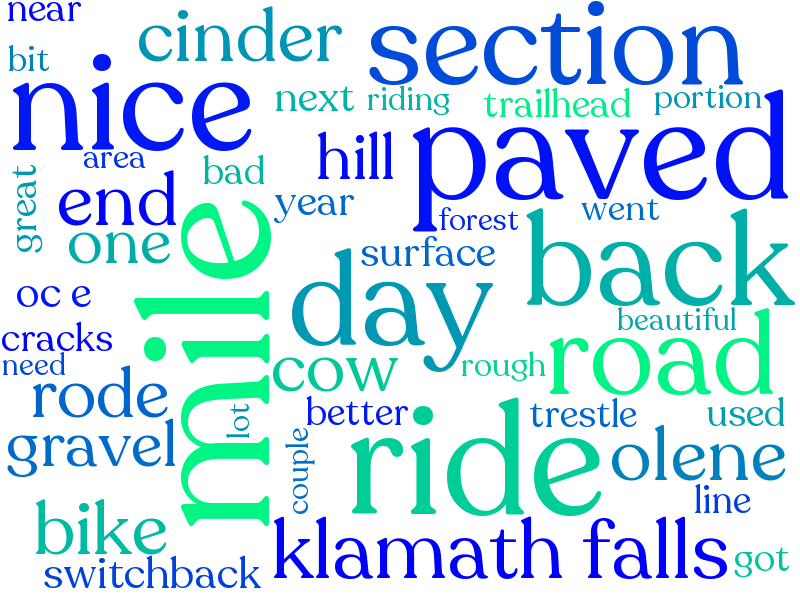 near
cinder
section
bit
nice
next
riding
trailhead
portion
paved
area
hill
great
bad
end
year
forest
went
one
mile
surface
back
day
oc e
beautiful
cracks
need
cow
rough
road
rode
lot
better
trestle
used
gravel
couple
ride
olene
line
bike
klamath falls
got
switchback